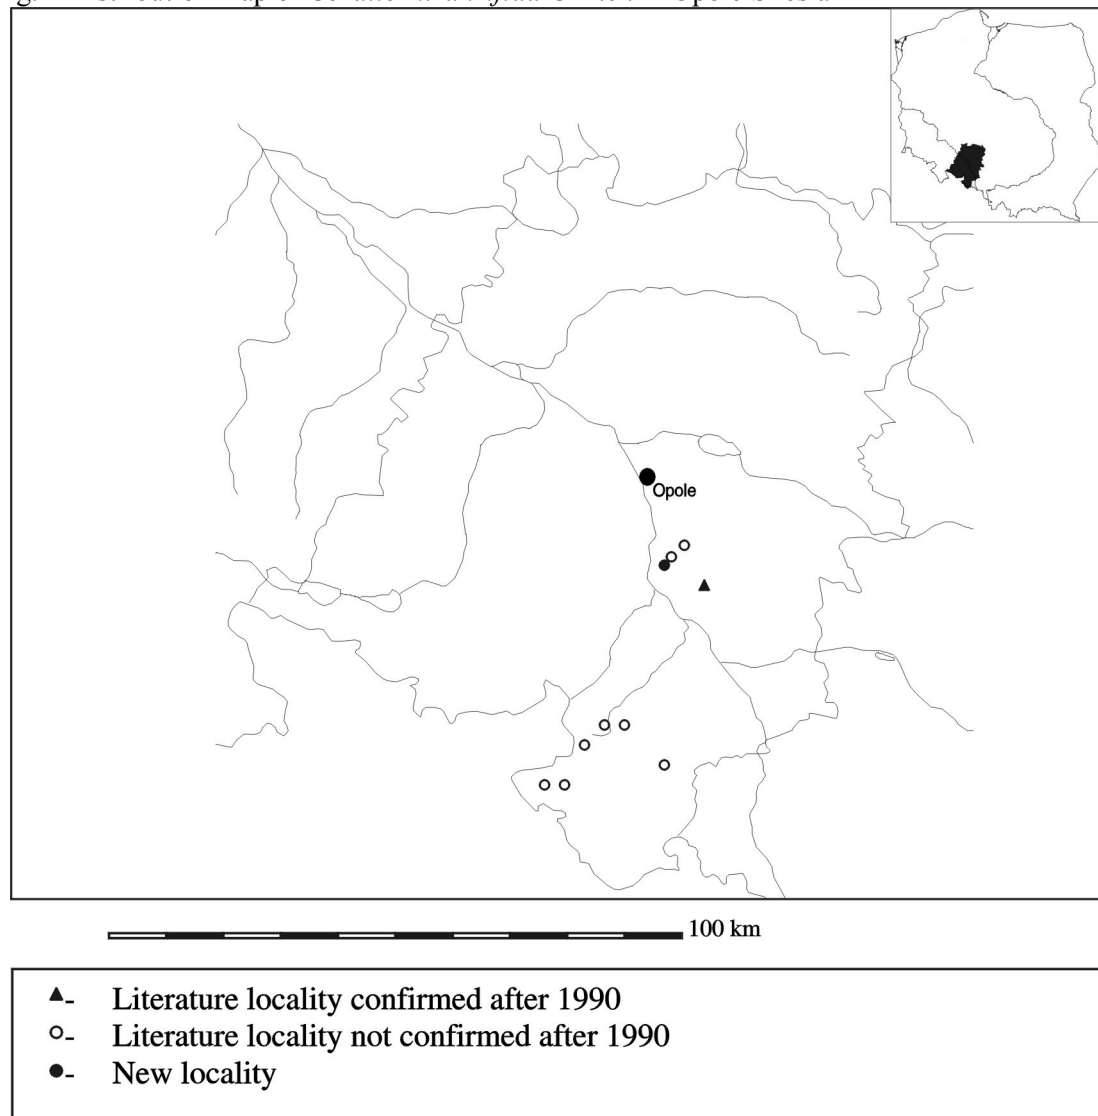 Opole
100 km
▲- Literature locality confirmed after 1990
○- Literature locality not confirmed after 1990
●- New locality